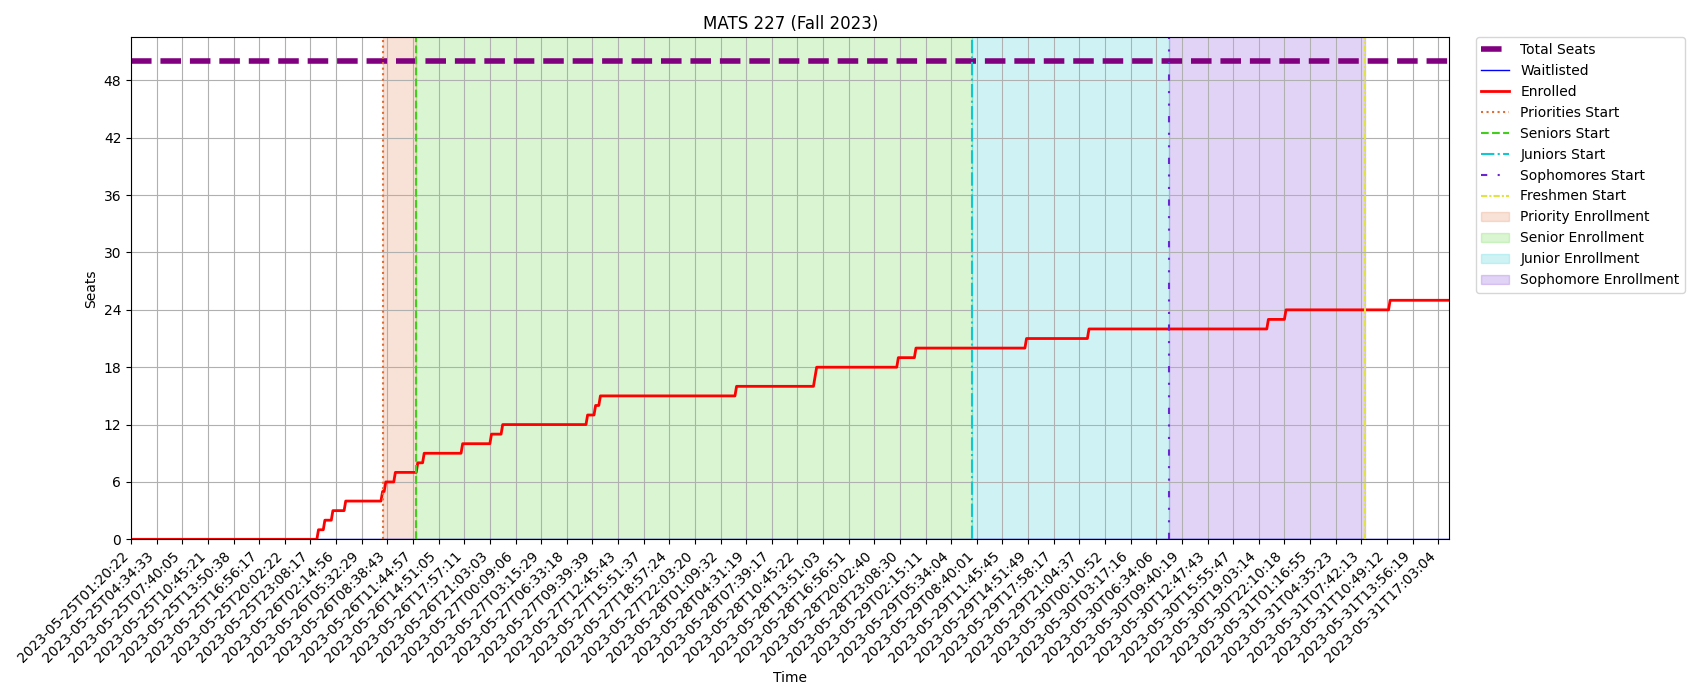 MATS 227 (Fall 2023)
Seats
48
42
36
30
24
18
12
6
0
2023-05-25T01:20:22
2023-05-25T04:34:33
2023-05-25T07:40:05
2023-05-25T10:45:21
2023-05-25T13:50:38
2023-05-25T16:56:17
2023-05-25T20:02:22
2023-05-25T23:08:17
2023-05-26T02:14:56
2023-05-26T05:32:29
2023-05-26T08:38:43
2023-05-26T11:44:57
2023-05-26T14:51:05
2023-05-26T17:57:11
2023-05-26T21:03:03
2023-05-27T00:09:06
2023-05-27T03:15:29
2023-05-27T06:33:18
2023-05-27T09:39:39
2023-05-27T12:45:43
2023-05-27T15:51:37
2023-05-27T18:57:24
2023-05-27T22:03:20
2023-05-28T01:09:32
2023-05-28T04:31:19
2023-05-28T07:39:17
2023-05-28T10:45:22
2023-05-28T13:51:03
2023-05-28T16:56:51
2023-05-28T20:02:40
2023-05-28T23:08:30
2023-05-29T02:15:11
2023-05-29T05:34:04
2023-05-29T08:40:01
2023-05-29T11:45:45
2023-05-29T14:51:49
2023-05-29T17:58:17
2023-05-29T21:04:37
2023-05-30T00:10:52
2023-05-30T03:17:16
2023-05-30T06:34:06
2023-05-30T09:40:19
2023-05-30T12:47:43
2023-05-30T15:55:47
2023-05-30T19:03:14
2023-05-30T22:10:18
2023-05-31T01:16:55
2023-05-31T04:35:23
2023-05-31T07:42:13
2023-05-31T10:49:12
2023-05-31T13:56:19
2023-05-31T17:03:04
Time
Total Seats
Waitlisted
Enrolled
Priorities Start
Seniors Start
Juniors Start
Sophomores Start
Freshmen Start
Priority Enrollment
Senior Enrollment
Junior Enrollment
Sophomore Enrollment